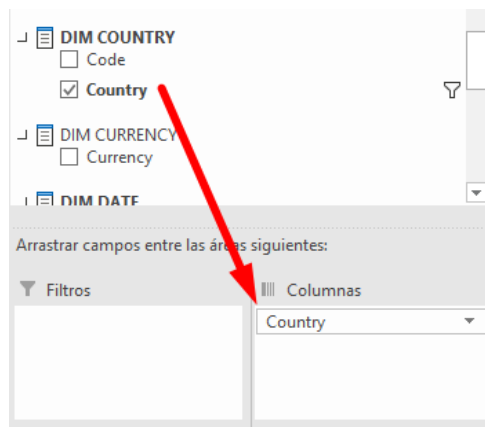 DIM COUNTRY
Code
Country
DIM CURRENCY
Currency
DIM DATE
Arrastrar campos entre las áreas siguientes:
Filtros
Columnas
Country